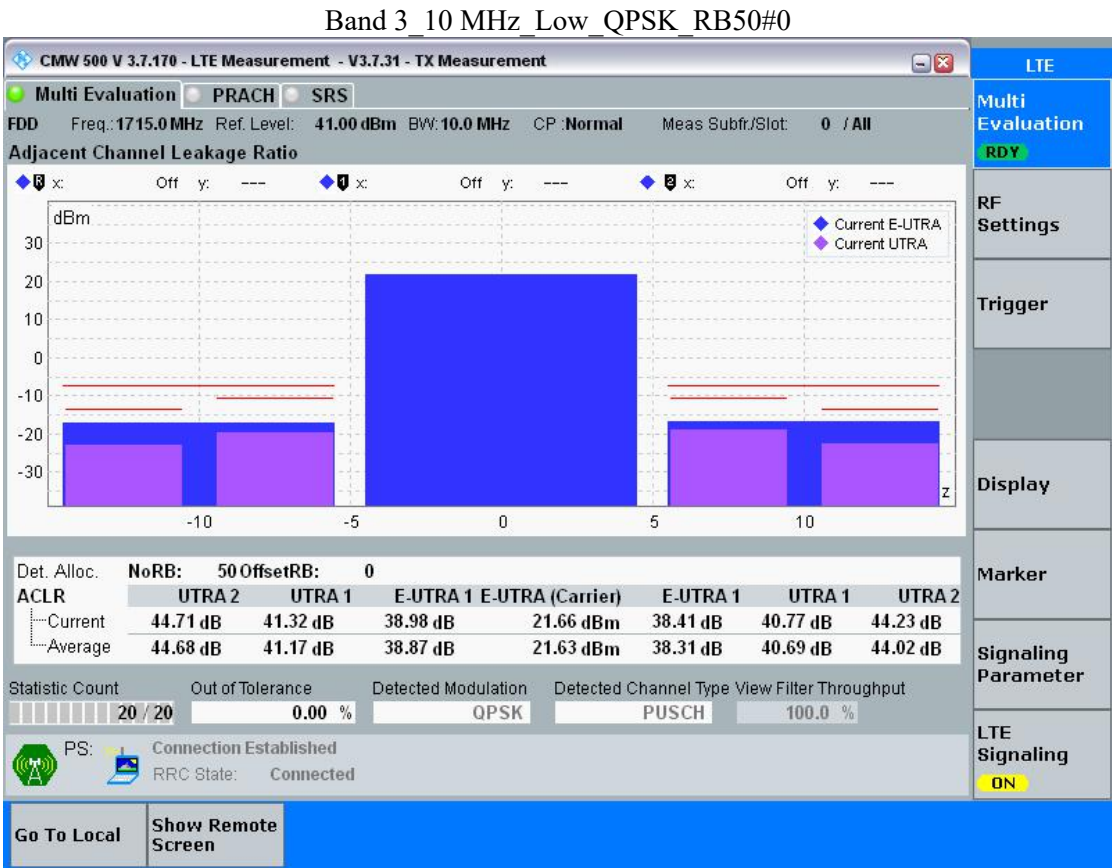 Band 3_10 MHz_Low_QPSK_RB50#0
CMW 500 V 3.7.170 - LTE Measurement - V3.7.31 - TX Measurement
LTE
Multi Evaluation PRACH SRS
FDD Freq.: 1715.0 MHz Ref. Level: 41.00 dBm BW: 10.0 MHz CP : Normal Meas Subfr./Slot: 0 / All
Adjacent Channel Leakage Ratio
R x: Off y: --- 1 x: Off y: --- 2 x: Off y: ---
dBm
Current E-UTRA
Current UTRA
30
20
10
0
-10
-20
-30
z
-10 -5 0 5 10
Det. Alloc. NoRB: 50 OffsetRB: 0
ACLR UTRA 2 UTRA 1 E-UTRA 1 E-UTRA (Carrier) E-UTRA 1 UTRA 1 UTRA 2
Current 44.71 dB 41.32 dB 38.98 dB 21.66 dBm 38.41 dB 40.77 dB 44.23 dB
Average 44.68 dB 41.17 dB 38.87 dB 21.63 dBm 38.31 dB 40.69 dB 44.02 dB
Statistic Count Out of Tolerance Detected Modulation Detected Channel Type View Filter Throughput
20 / 20 0.00 % QPSK PUSCH 100.0 %
PS: Connection Established
RRC State: Connected
Multi
Evaluation
RDY
RF
Settings
Trigger
Display
Marker
Signaling
Parameter
LTE
Signaling
ON
Go To Local
Show Remote
Screen